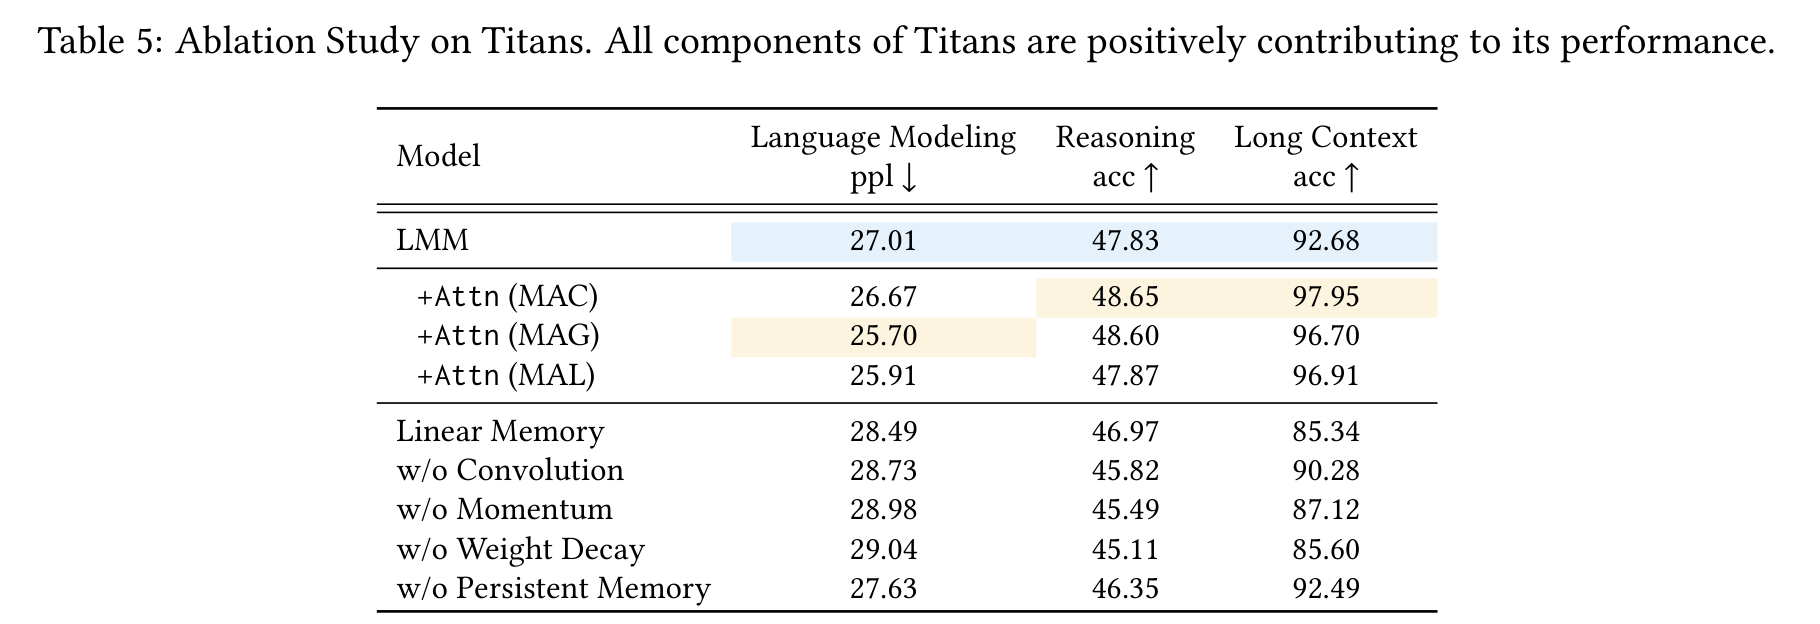 Table 5: Ablation Study on Titans. All components of Titans are positively contributing to its performance.
Model Language Modeling Reasoning Long Context
ppl ↓ acc ↑ acc ↑
LMM 27.01 47.83 92.68
+Attn (MAC) 26.67 48.65 97.95
+Attn (MAG) 25.70 48.60 96.70
+Attn (MAL) 25.91 47.87 96.91
Linear Memory 28.49 46.97 85.34
w/o Convolution 28.73 45.82 90.28
w/o Momentum 28.98 45.49 87.12
w/o Weight Decay 29.04 45.11 85.60
w/o Persistent Memory 27.63 46.35 92.49